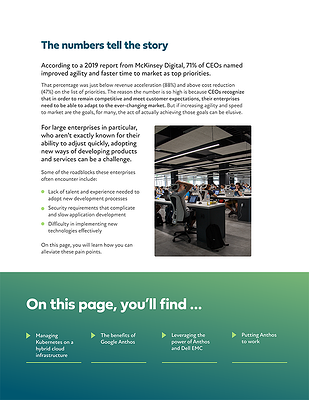 The numbers tell the story
According to a 2019 report from McKinsey Digital, 71% of CEOs named
improved agility and faster time to market as top priorities.
That percentage was just below revenue acceleration (88%) and above cost reduction
(47%) on the list of priorities. The reason the number is so high is because CEOs recognize
that in order to remain competitive and meet customer expectations, their enterprises
need to be able to adapt to the ever-changing market. But if increasing agility and speed
to market are the goals, for many, the act of actually achieving those goals can be elusive.
For large enterprises in particular,
who aren't exactly known for their
ability to adjust quickly, adopting
new ways of developing products
and services can be a challenge.
Some of the roadblocks these enterprises
often encounter include:
Lack of talent and experience needed to
adopt new development processes
Security requirements that complicate
and slow application development
Difficulty in implementing new
technologies effectively
On this page, you will learn how you can
alleviate these pain points.
On this page, you'll find ...
Managing
Kubernetes on a
hybrid cloud
infrastructure
The benefits of
Google Anthos
Leveraging the
power of Anthos
and Dell EMC
Putting Anthos
to work